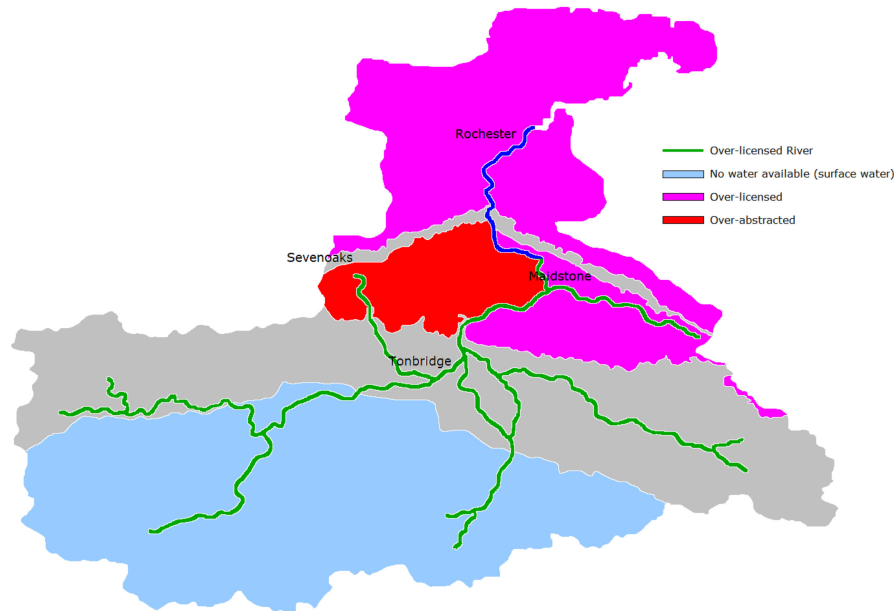 Rochester
Over-licensed River
No water available (surface water)
Over-licensed
Over-abstracted
Sevenoaks
Maidstone
Tonbridge